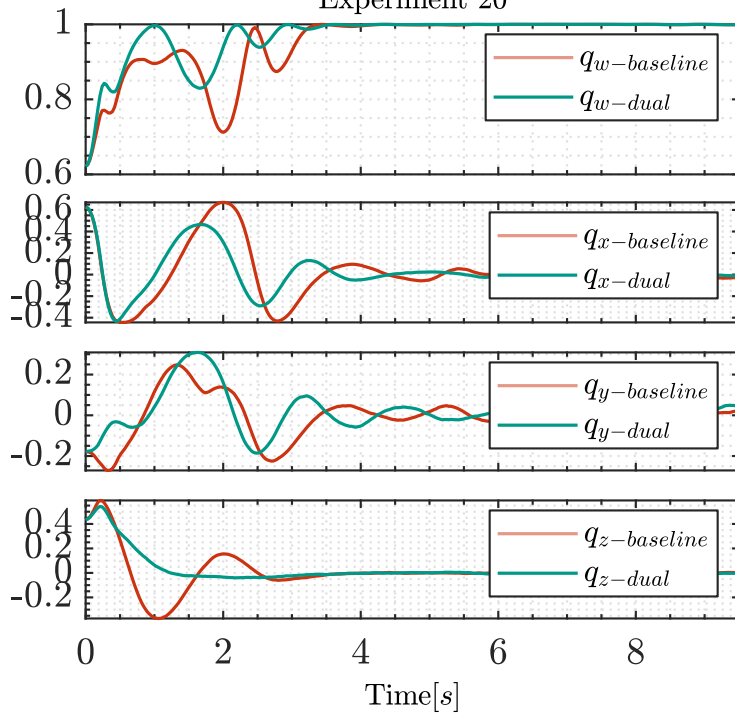 Experiment 20
1
0.8
0.6
q_{w-baseline}
q_{w-dual}
0.6
0.4
0.2
0
-0.2
-0.4
q_{x-baseline}
q_{x-dual}
0.2
0
-0.2
q_{y-baseline}
q_{y-dual}
0.4
0.2
0
-0.2
q_{z-baseline}
q_{z-dual}
0 2 4 6 8
Time[s]